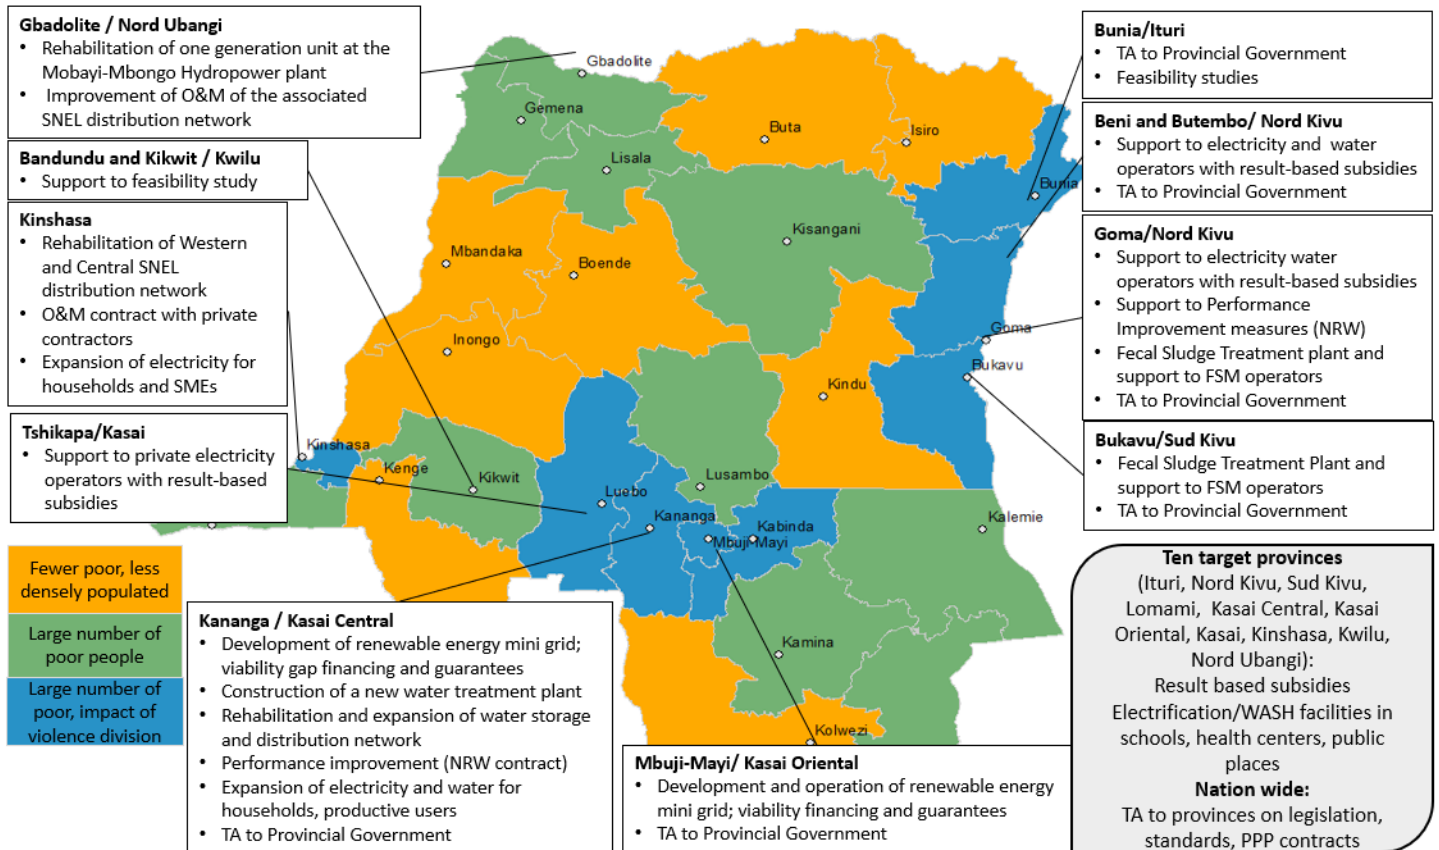 Gbadolite / Nord Ubangi
• Rehabilitation of one generation unit at the
Mobayi-Mbongo Hydropower plant
• Improvement of O&M of the associated
SNEL distribution network
Bandundu and Kikwit / Kwilu
• Support to feasibility study
Kinshasa
• Rehabilitation of Western
and Central SNEL
distribution network
• O&M contract with private
contractors
• Expansion of electricity for
households and SMEs
Tshikapa/Kasai
• Support to private electricity
operators with result-based
subsidies
Fewer poor, less
densely populated
Large number of
poor people
Large number of
poor, impact of
violence division
Kananga / Kasai Central
• Development of renewable energy mini grid;
viability gap financing and guarantees
• Construction of a new water treatment plant
• Rehabilitation and expansion of water storage
and distribution network
• Performance improvement (NRW contract)
• Expansion of electricity and water for
households, productive users
• TA to Provincial Government
Gbadolite
Gemena
Lisala
Buta
Isiro
Bunia
Kisangani
Mbandaka
Boende
Inongo
Goma
Bukavu
Kindu
Kinshasa
Kenge
Kikwit
Luebo
Lusambo
Kananga
Kabinda
Mbuji-Mayi
Kalemie
Kamina
Kolwezi
Mbuji-Mayi/ Kasai Oriental
• Development and operation of renewable energy
mini grid; viability financing and guarantees
• TA to Provincial Government
Bunia/Ituri
• TA to Provincial Government
• Feasibility studies
Beni and Butembo/ Nord Kivu
• Support to electricity and water
operators with result-based subsidies
• TA to Provincial Government
Goma/Nord Kivu
• Support to electricity water
operators with result-based subsidies
• Support to Performance
Improvement measures (NRW)
• Fecal Sludge Treatment plant and
support to FSM operators
• TA to Provincial Government
Bukavu/Sud Kivu
• Fecal Sludge Treatment Plant and
support to FSM operators
• TA to Provincial Government
Ten target provinces
(Ituri, Nord Kivu, Sud Kivu,
Lomami, Kasai Central, Kasai
Oriental, Kasai, Kinshasa, Kwilu,
Nord Ubangi):
Result based subsidies
Electrification/WASH facilities in
schools, health centers, public
places
Nation wide:
TA to provinces on legislation,
standards, PPP contracts